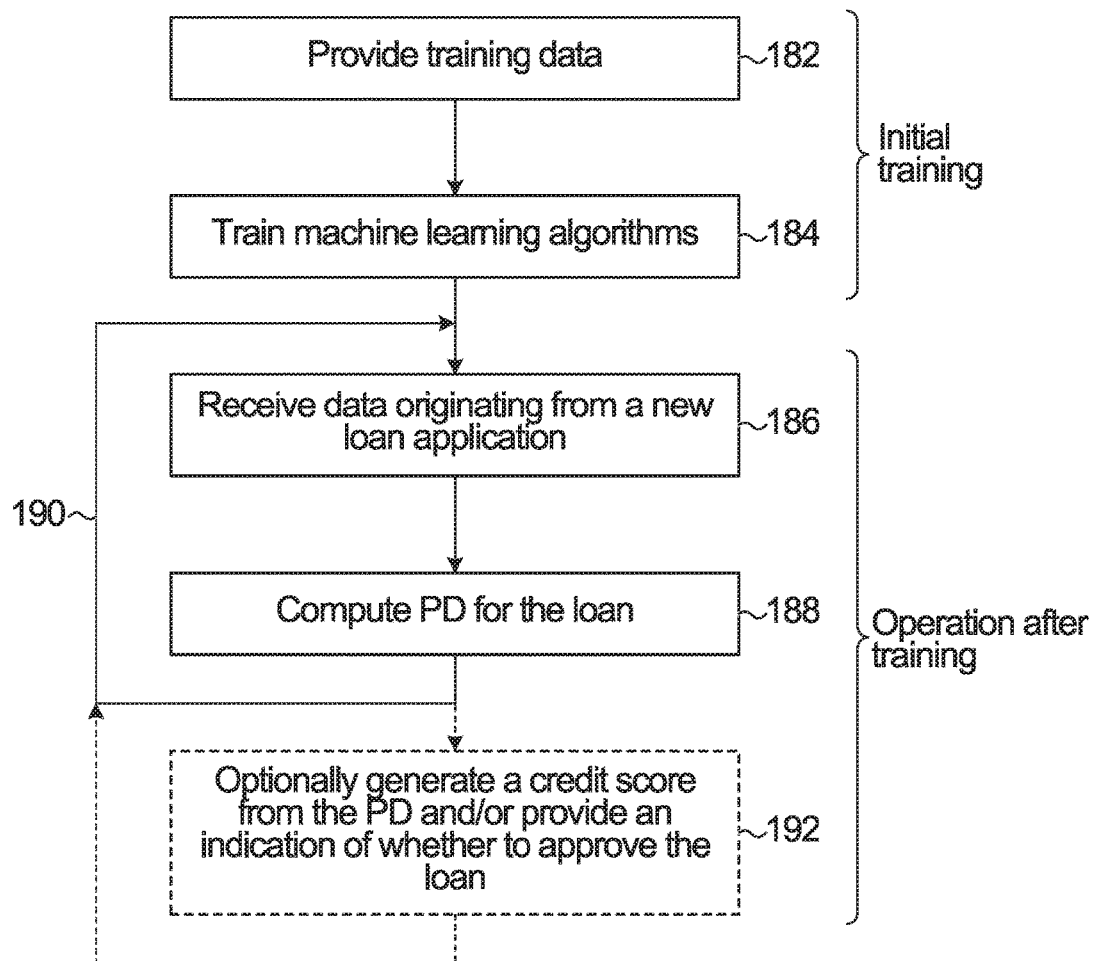 Provide training data
182
Initial
training
Train machine learning algorithms
184
Receive data originating from a new
loan application
186
190
Compute PD for the loan
188
Operation after
training
Optionally generate a credit score
from the PD and/or provide an
indication of whether to approve the
loan
192